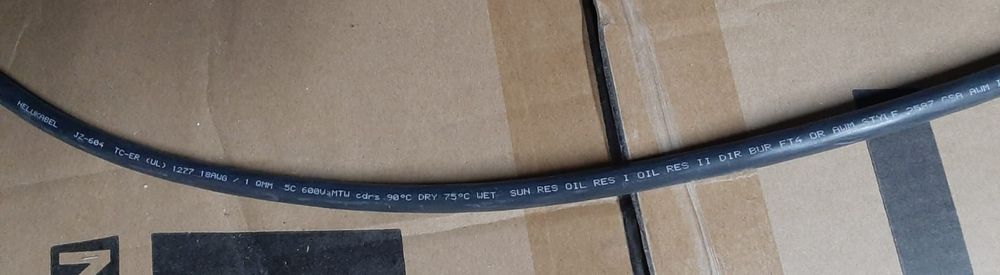 HELUKABEL JZ-604 TC-ER (UL) 1277 18AWG / 1 QMM 5C 600V MTW cdrs 90°C DRY 75°C WET SUN RES OIL RES I OIL RES II DIR BUR FT4 OR AWM STYLE 2587 CSA AWM I
N